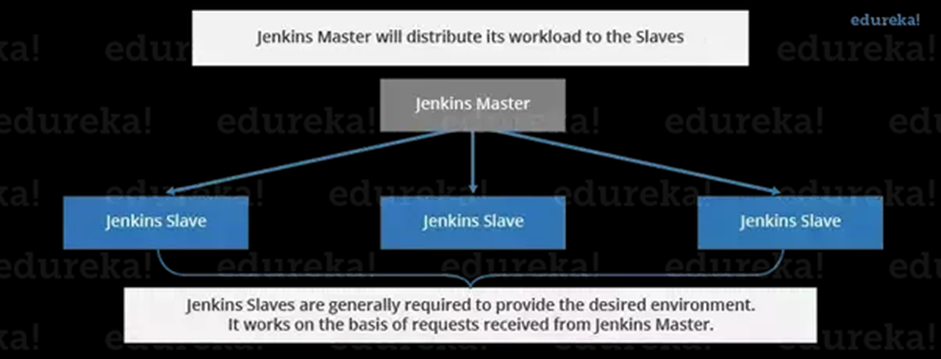 edureka!
Jenkins Master will distribute its workload to the Slaves
Jenkins Master
Jenkins Slave
Jenkins Slave
Jenkins Slave
Jenkins Slaves are generally required to provide the desired environment.
It works on the basis of requests received from Jenkins Master.